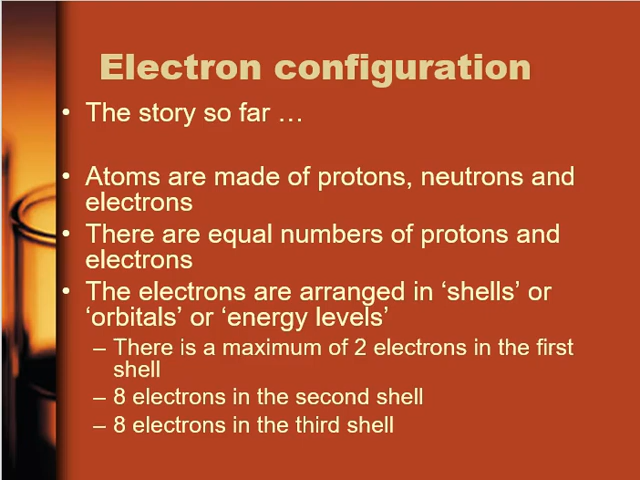 Electron configuration
• The story so far …
• Atoms are made of protons, neutrons and
electrons
• There are equal numbers of protons and
electrons
• The electrons are arranged in ‘shells’ or
‘orbitals’ or ‘energy levels’
– There is a maximum of 2 electrons in the first
shell
– 8 electrons in the second shell
– 8 electrons in the third shell